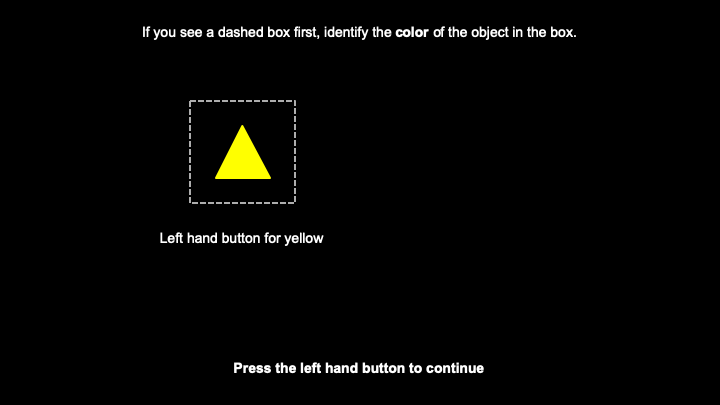 If you see a dashed box first, identify the color of the object in the box.
Left hand button for yellow
Press the left hand button to continue